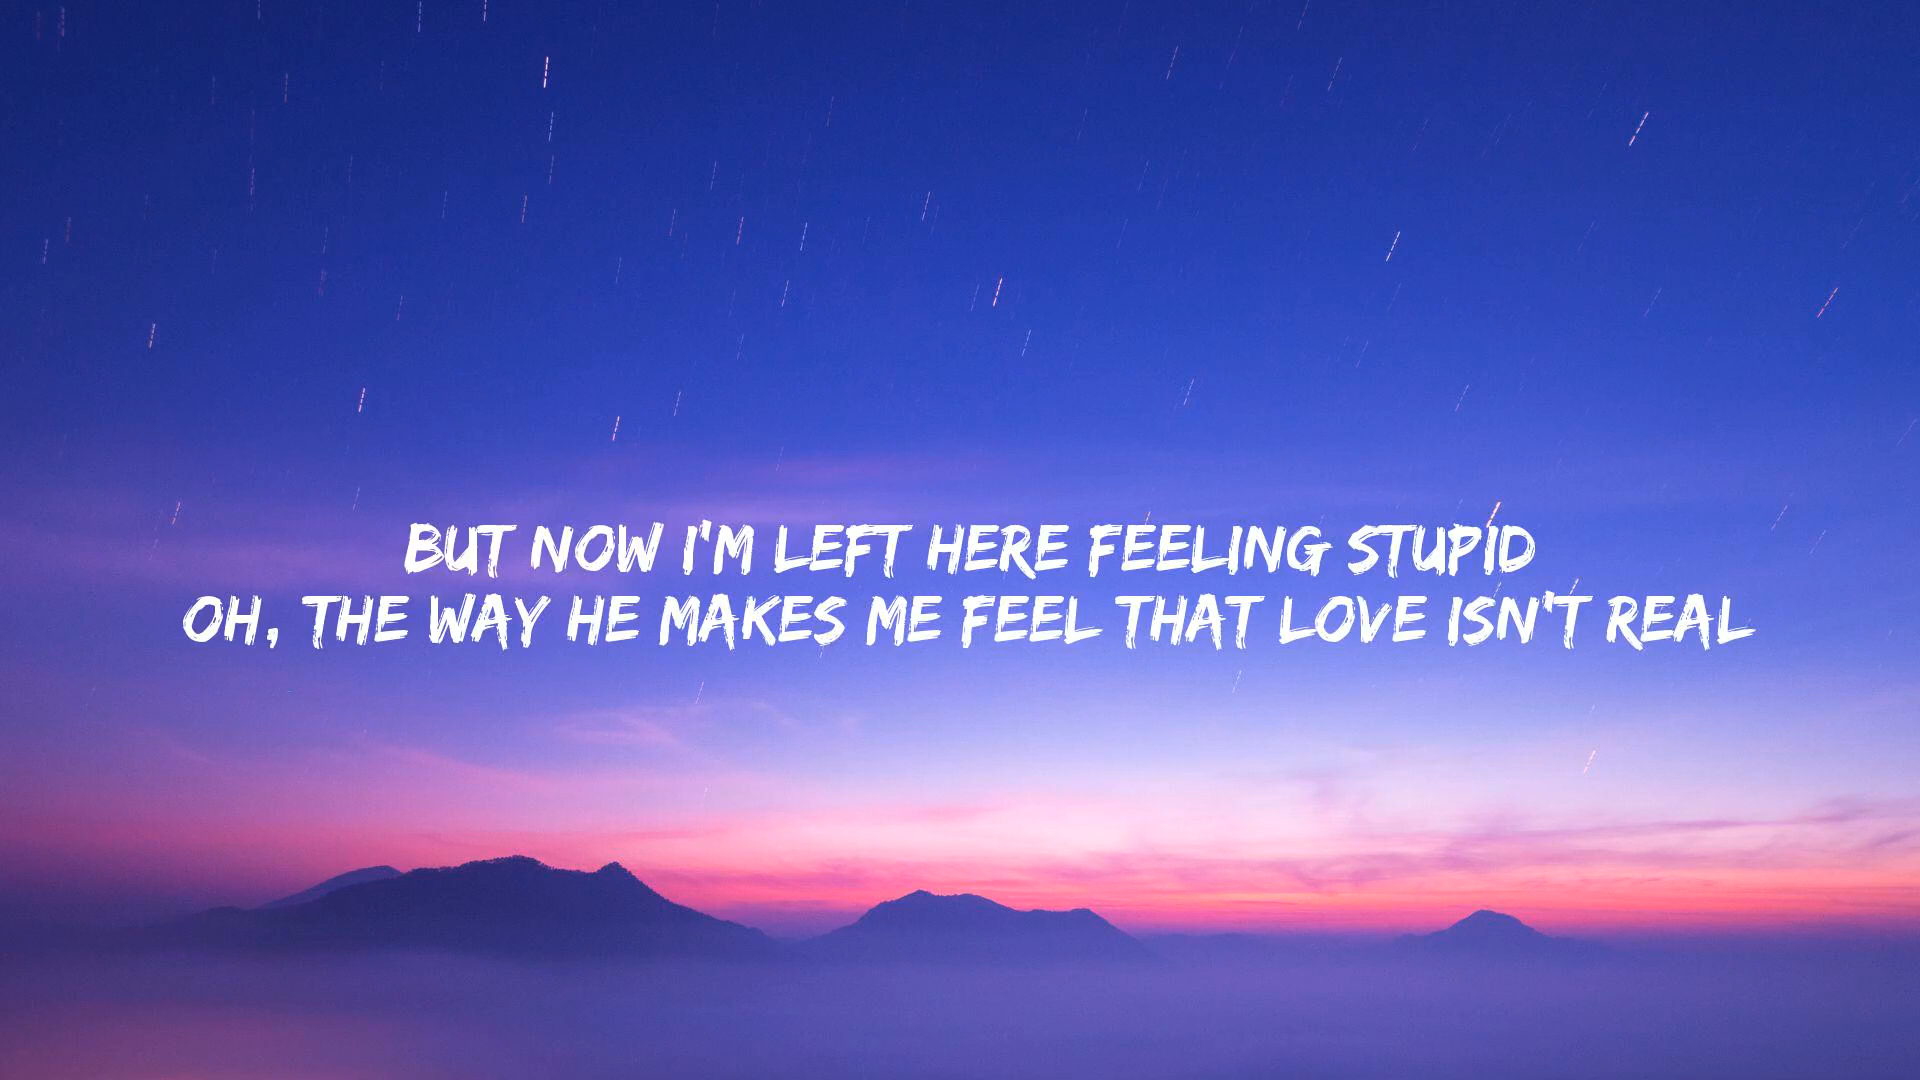 BUT NOW I'M LEFT HERE FEELING STUPID
OH, THE WAY HE MAKES ME FEEL THAT LOVE ISN'T REAL